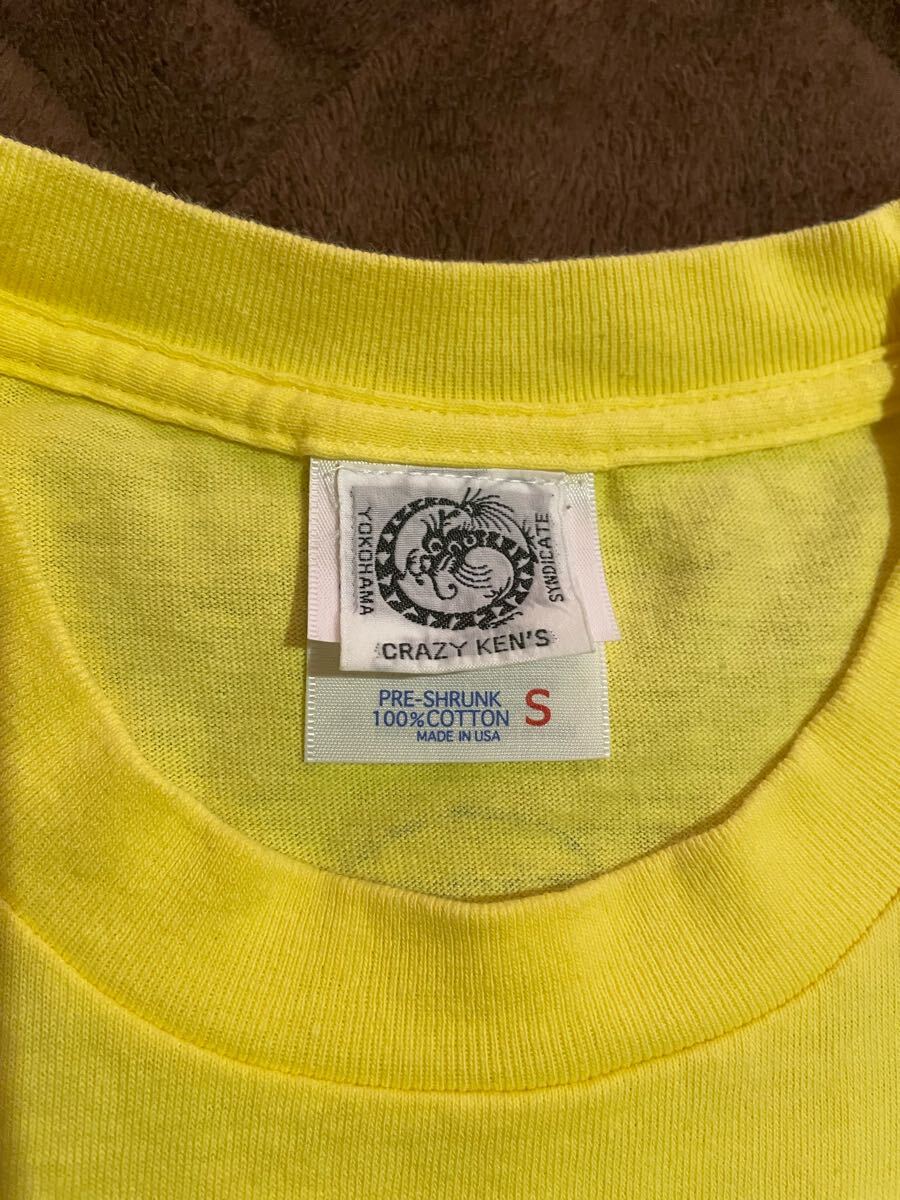 YOKOHAMA
SYNDICATE
CRAZY KEN'S
PRE-SHRUNK
100% COTTON S
MADE IN USA